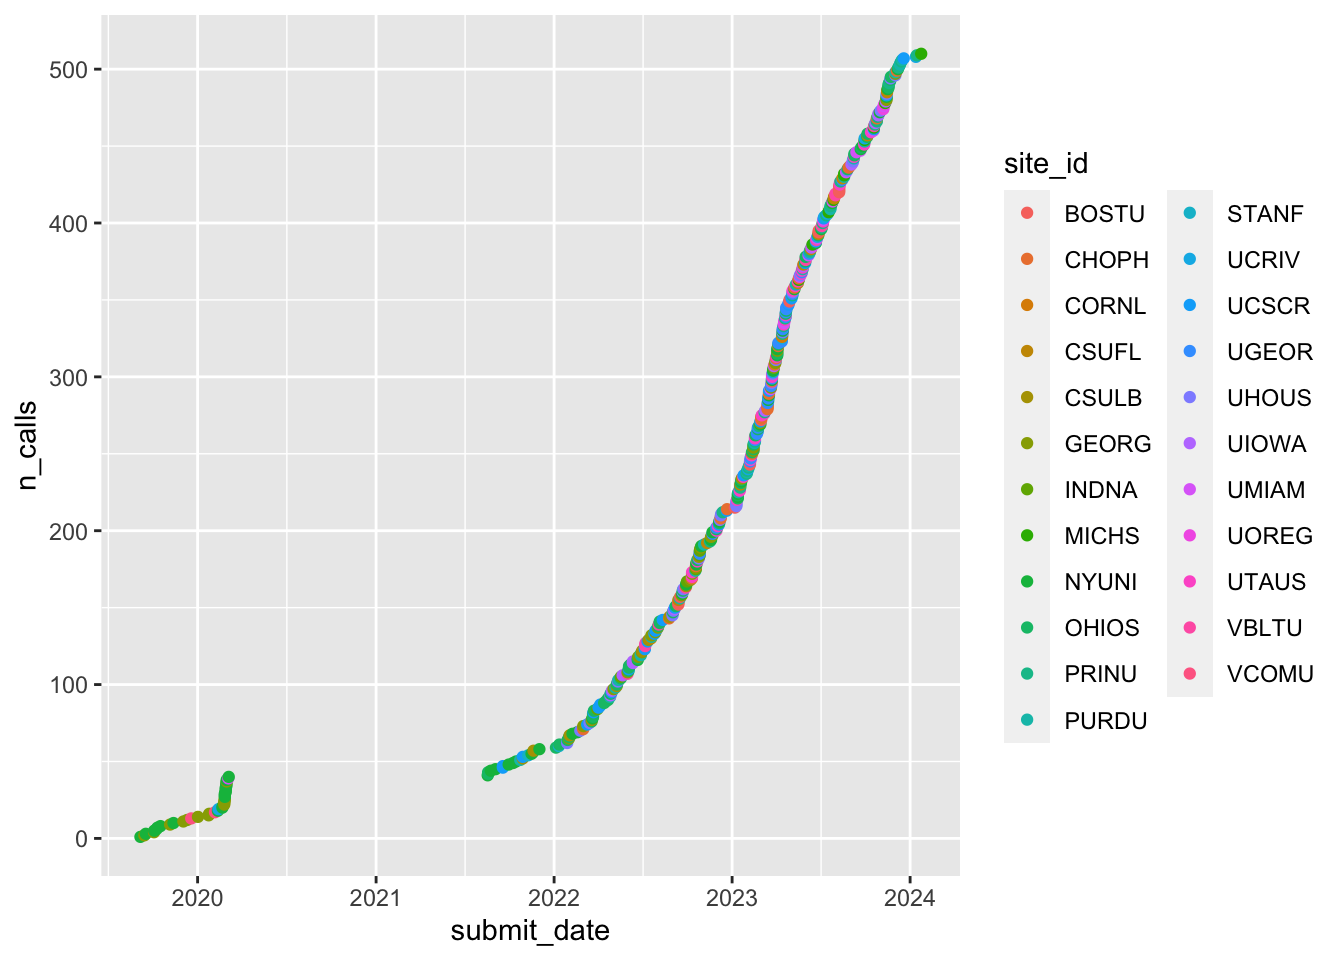 500
400
300
200
100
0
n_calls
2020 2021 2022 2023 2024
submit_date
site_id
BOSTU STANF
CHOPH UCRIV
CORNL UCSCR
CSUFL UGEOR
CSULB UHOUS
GEORG UIOWA
INDNA UMIAM
MICHS UOREG
NYUNI UTAUS
OHIOS VBLTU
PRINU VCOMU
PURDU